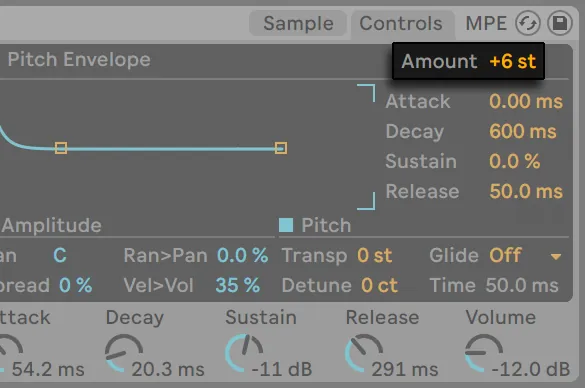 Sample Controls MPE
Pitch Envelope
Amount +6 st
Attack 0.00 ms
Decay 600 ms
Sustain 0.0 %
Release 50.0 ms
Amplitude Pitch
an C Ran>Pan 0.0 % Transp 0 st Glide Off
pread 0 % Vel>Vol 35 % Detune 0 ct Time 50.0 ms
ttack Decay Sustain Release Volume
54.2 ms 20.3 ms -11 dB 291 ms -12.0 dB